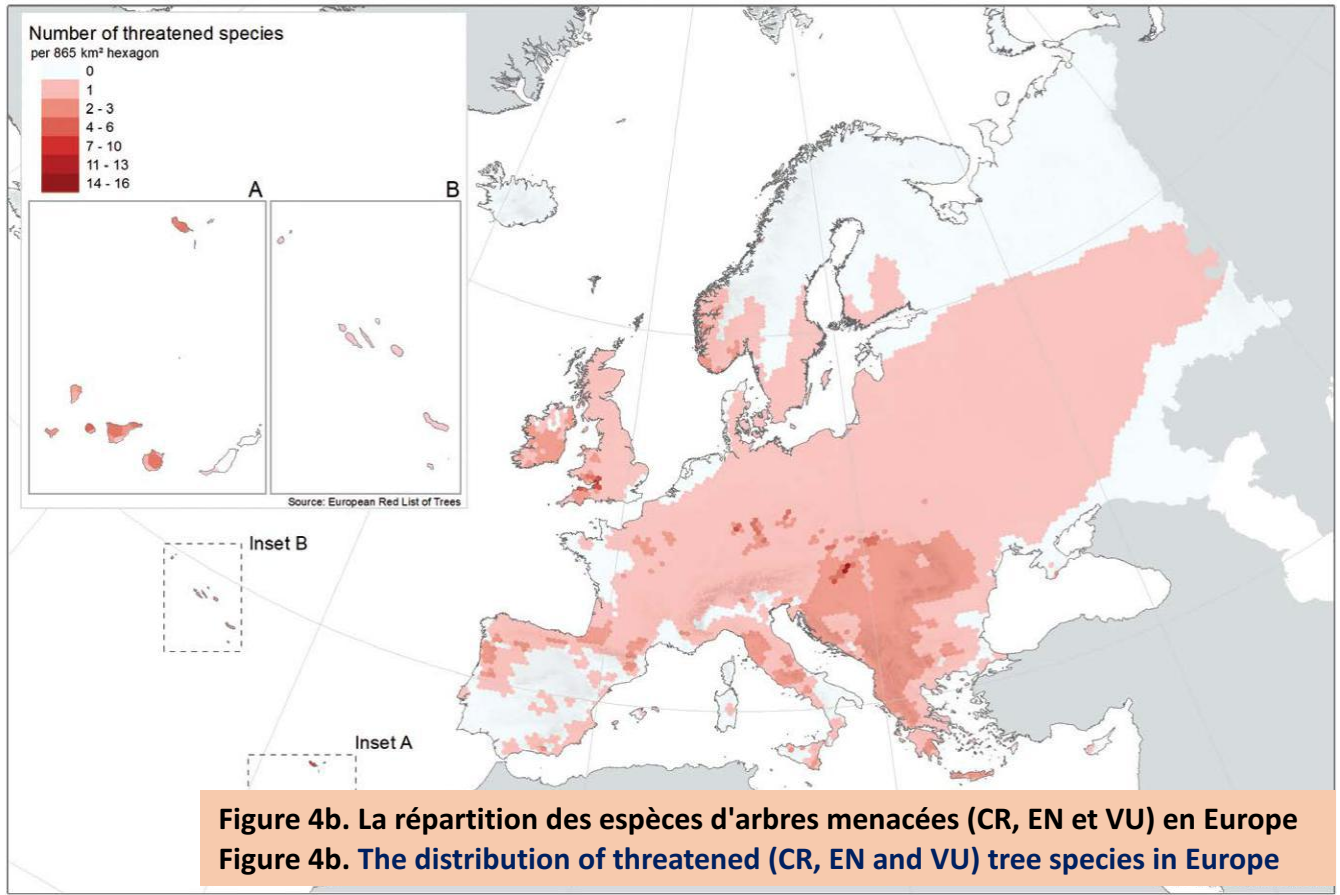 Number of threatened species
per 865 km² hexagon
0
1
2 - 3
4 - 6
7 - 10
11 - 13
14 - 16
A
B
Source: European Red List of Trees
Inset B
Inset A
Figure 4b. La répartition des espèces d'arbres menacées (CR, EN et VU) en Europe
Figure 4b. The distribution of threatened (CR, EN and VU) tree species in Europe